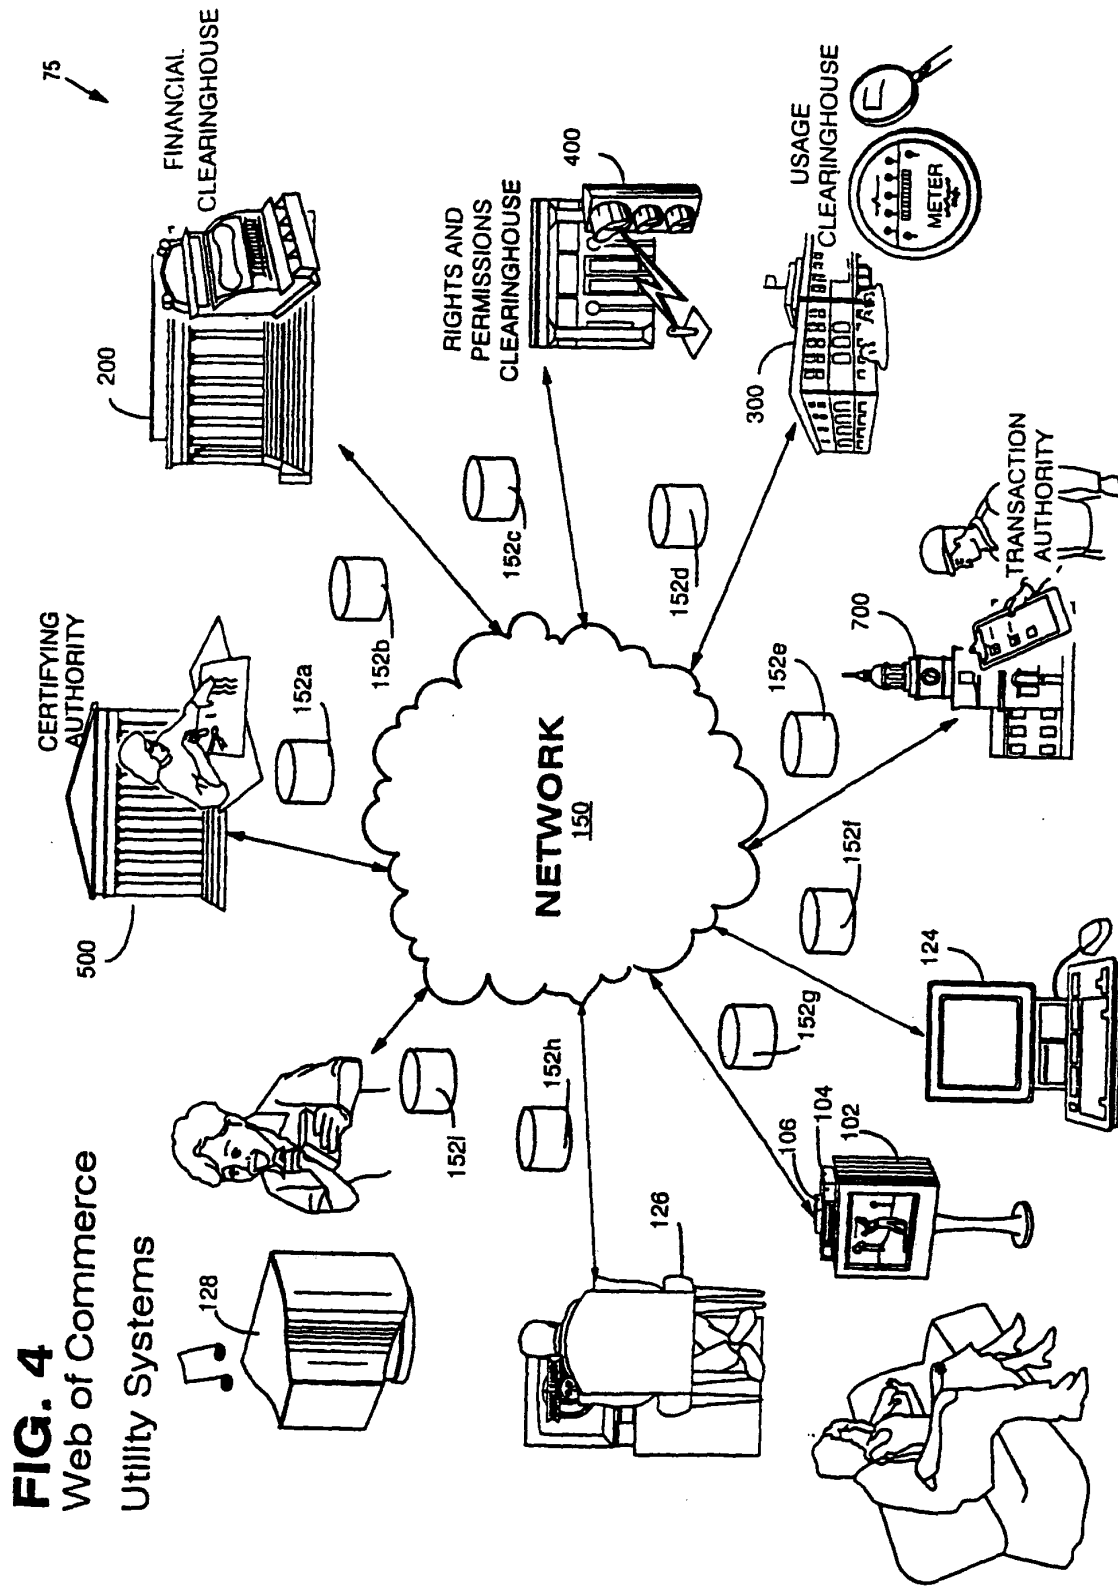 FIG. 4
Web of Commerce
Utility Systems
75
CERTIFYING
AUTHORITY
500
FINANCIAL
CLEARINGHOUSE
200
RIGHTS AND
PERMISSIONS
CLEARINGHOUSE
400
USAGE
CLEARINGHOUSE
300
METER
TRANSACTION
AUTHORITY
700
NETWORK
150
152a
152b
152c
152d
152e
152f
152g
152h
152i
128
126
124
106
104
102